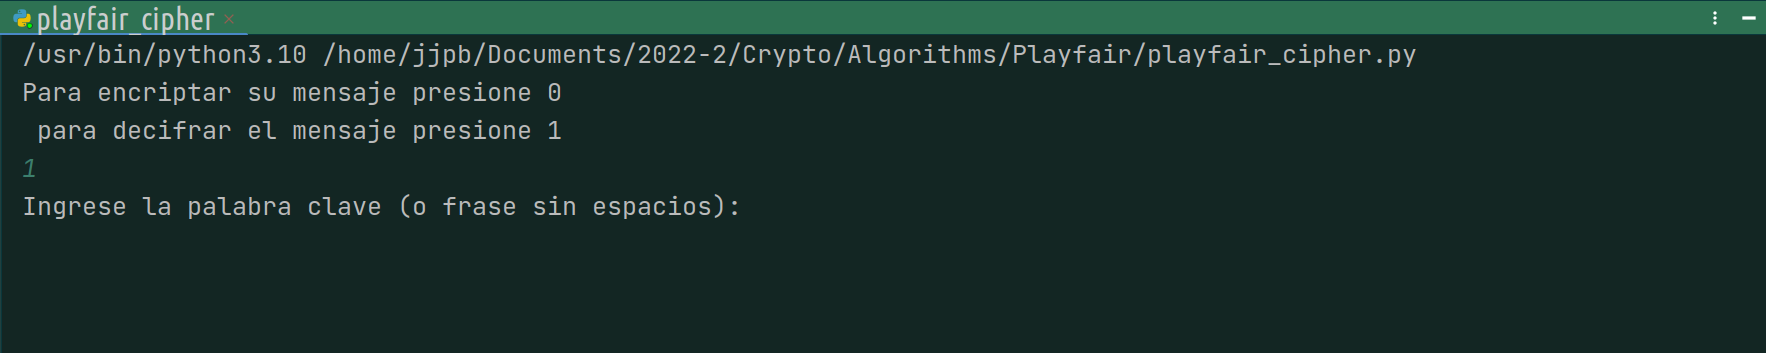 playfair_cipher
/usr/bin/python3.10 /home/jjpb/Documents/2022-2/Crypto/Algorithms/Playfair/playfair_cipher.py
Para encriptar su mensaje presione 0
 para decifrar el mensaje presione 1
1
Ingrese la palabra clave (o frase sin espacios):